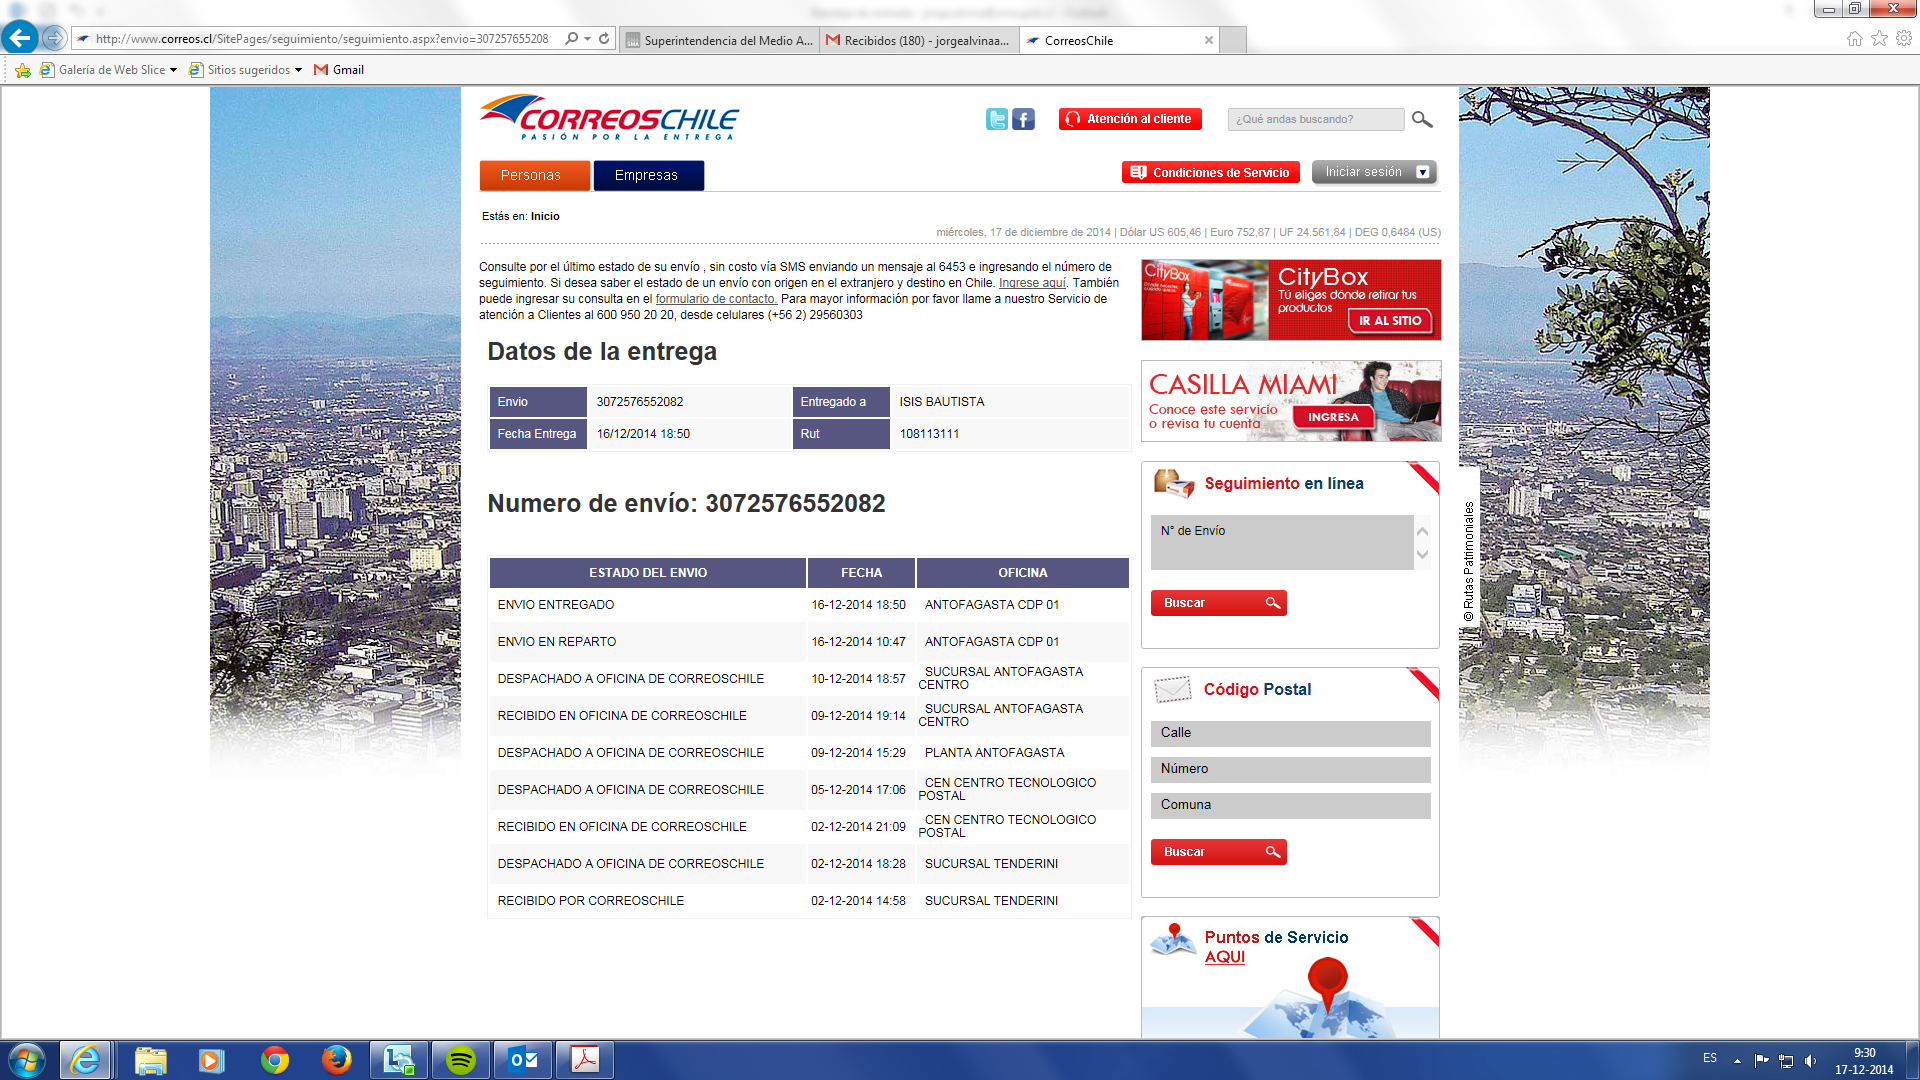 http://www.correos.cl/SitePages/seguimiento/seguimiento.aspx?envio=307257655208
Superintendencia del Medio A...
Recibidos (180) - jorgealvinaa...
CorreosChile
Galería de Web Slice
Sitios sugeridos
Gmail
CORREOSCHILE
PASIÓN POR LA ENTREGA
Atención al cliente
¿Qué andas buscando?
Personas
Empresas
Condiciones de Servicio
Iniciar sesión
Estás en: Inicio
miércoles, 17 de diciembre de 2014 | Dólar US 605,46 | Euro 752,87 | UF 24.561,84 | DEG 0,6484 (US)
Consulte por el último estado de su envío , sin costo vía SMS enviando un mensaje al 6453 e ingresando el número de
seguimiento. Si desea saber el estado de un envío con origen en el extranjero y destino en Chile. Ingrese aquí. También
puede ingresar su consulta en el formulario de contacto. Para mayor información por favor llame a nuestro Servicio de
atención a Clientes al 600 950 20 20, desde celulares (+56 2) 29560303
Datos de la entrega
Envio 3072576552082 Entregado a ISIS BAUTISTA
Fecha Entrega 16/12/2014 18:50 Rut 108113111
Numero de envío: 3072576552082
ESTADO DEL ENVIO FECHA OFICINA
ENVIO ENTREGADO 16-12-2014 18:50 ANTOFAGASTA CDP 01
ENVIO EN REPARTO 16-12-2014 10:47 ANTOFAGASTA CDP 01
DESPACHADO A OFICINA DE CORREOSCHILE 10-12-2014 18:57 SUCURSAL ANTOFAGASTA
CENTRO
RECIBIDO EN OFICINA DE CORREOSCHILE 09-12-2014 19:14 SUCURSAL ANTOFAGASTA
CENTRO
DESPACHADO A OFICINA DE CORREOSCHILE 09-12-2014 15:29 PLANTA ANTOFAGASTA
DESPACHADO A OFICINA DE CORREOSCHILE 05-12-2014 17:06 CEN CENTRO TECNOLOGICO
POSTAL
RECIBIDO EN OFICINA DE CORREOSCHILE 02-12-2014 21:09 CEN CENTRO TECNOLOGICO
POSTAL
DESPACHADO A OFICINA DE CORREOSCHILE 02-12-2014 18:28 SUCURSAL TENDERINI
RECIBIDO POR CORREOSCHILE 02-12-2014 14:58 SUCURSAL TENDERINI
CityBox
CityBox
Tú eliges dónde retirar tus
productos
IR AL SITIO
CASILLA MIAMI
Conoce este servicio
o revisa tu cuenta
INGRESA
Seguimiento en línea
N° de Envío
Buscar
Código Postal
Calle
Número
Comuna
Buscar
Puntos de Servicio
AQUI
© Rutas Patrimoniales
ES
9:30
17-12-2014